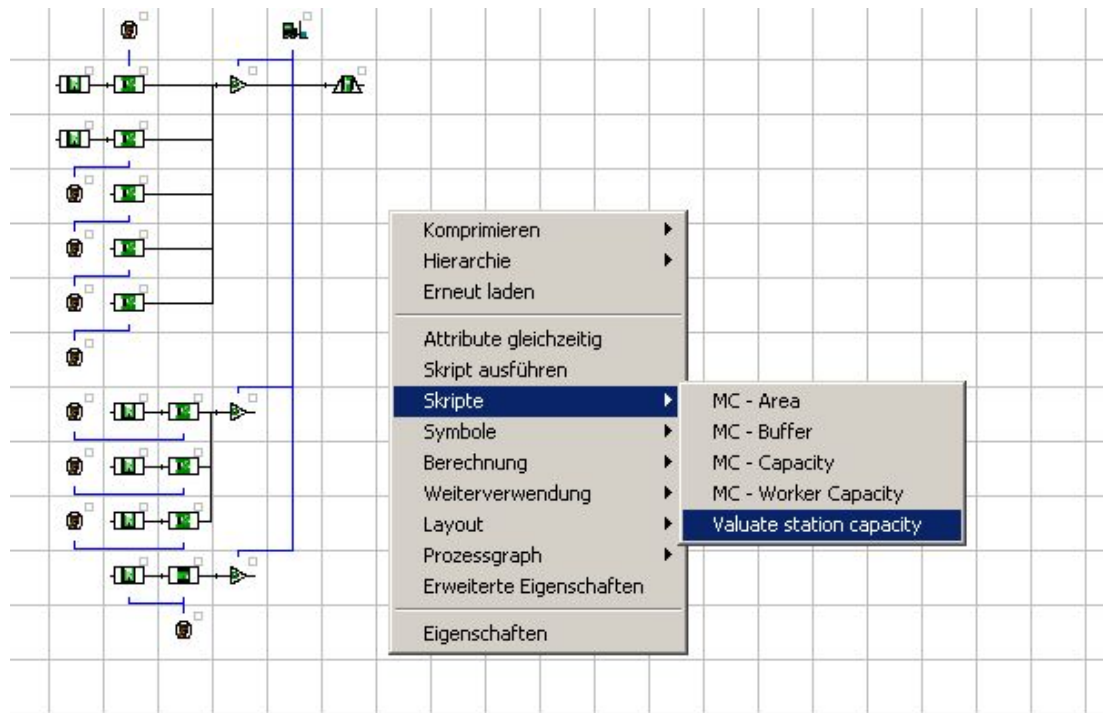 Komprimieren
Hierarchie
Erneut laden
Attribute gleichzeitig
Skript ausführen
Skripte
Symbole
Berechnung
Weiterverwendung
Layout
Prozessgraph
Erweiterte Eigenschaften
Eigenschaften
MC - Area
MC - Buffer
MC - Capacity
MC - Worker Capacity
Valuate station capacity